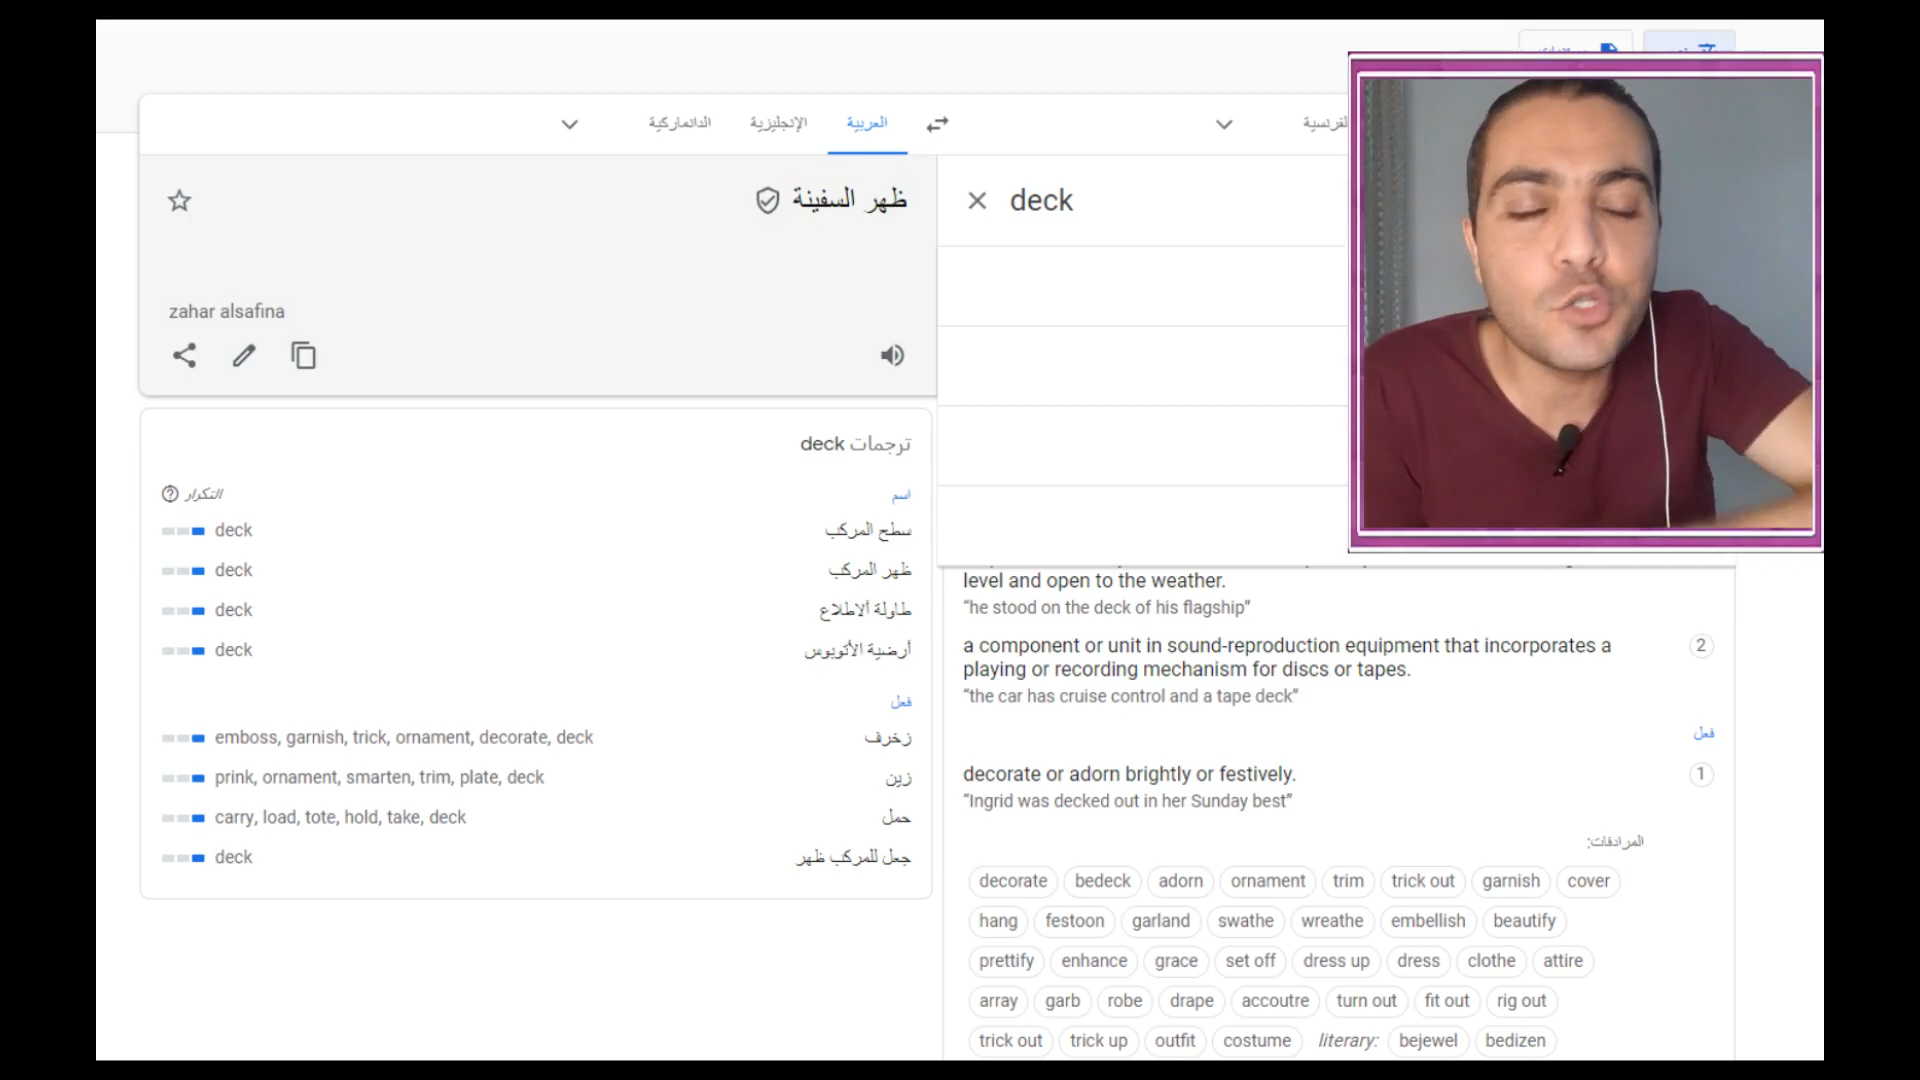 العربية
الإنجليزية
الدانماركية
deck
ظهر السفينة
zahar alsafina
ترجمات deck
اسم
التكرار
سطح المركب
deck
ظهر المركب
deck
طاولة ألاطلاع
deck
أرضية الأتوبوس
deck
فعل
زخرف
emboss, garnish, trick, ornament, decorate, deck
زين
prink, ornament, smarten, trim, plate, deck
حمل
carry, load, tote, hold, take, deck
جعل للمركب ظهر
deck
level and open to the weather.
“he stood on the deck of his flagship”
2
a component or unit in sound-reproduction equipment that incorporates a
playing or recording mechanism for discs or tapes.
“the car has cruise control and a tape deck”
فعل
1
decorate or adorn brightly or festively.
“Ingrid was decked out in her Sunday best”
المرادفات:
decorate bedeck adorn ornament trim trick out garnish cover
hang festoon garland swathe wreathe embellish beautify
prettify enhance grace set off dress up dress clothe attire
array garb robe drape accoutre turn out fit out rig out
trick out trick up outfit costume literary: bejewel bedizen